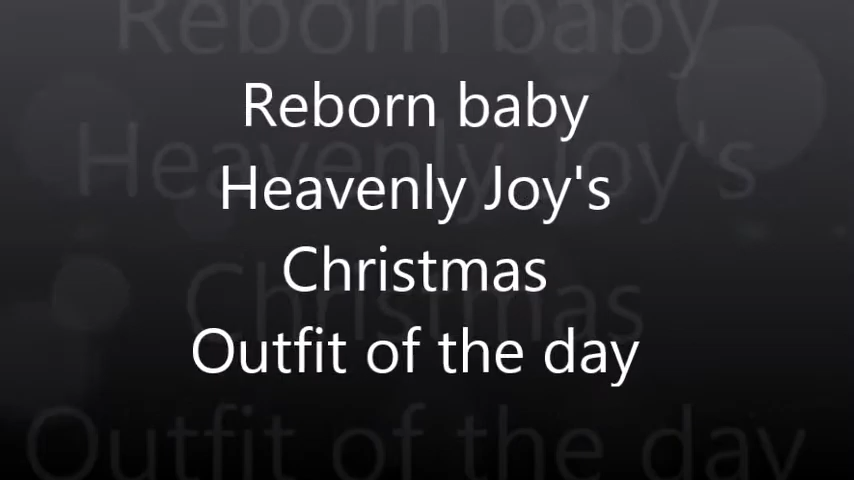 Reborn baby
Heavenly Joy's
Christmas
Outfit of the day